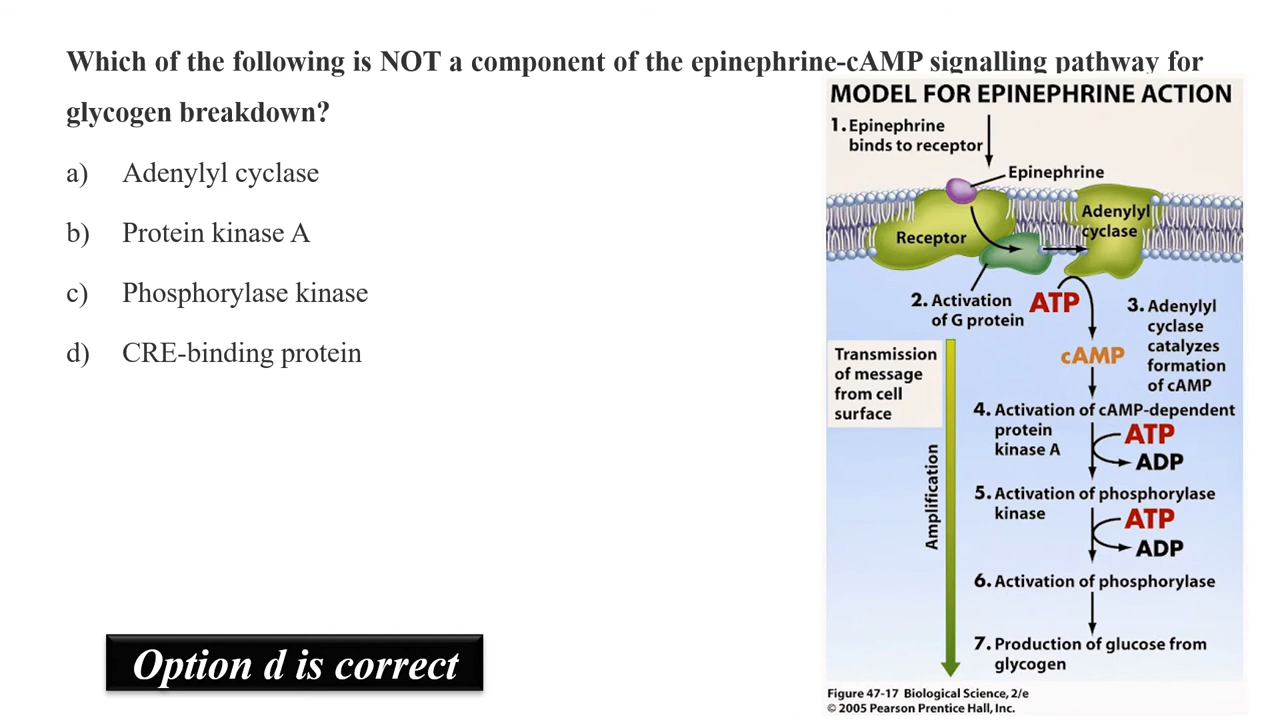 Which of the following is NOT a component of the epinephrine-cAMP signalling pathway for
glycogen breakdown?
a) Adenylyl cyclase
b) Protein kinase A
c) Phosphorylase kinase
d) CRE-binding protein
Option d is correct
MODEL FOR EPINEPHRINE ACTION
1. Epinephrine
binds to receptor
Epinephrine
Receptor
Adenylyl
cyclase
2. Activation
of G protein
ATP
3. Adenylyl
cyclase
catalyzes
formation
of cAMP
cAMP
Transmission
of message
from cell
surface
Amplification
4. Activation of cAMP-dependent
protein
kinase A
ATP
ADP
5. Activation of phosphorylase
kinase
ATP
ADP
6. Activation of phosphorylase
7. Production of glucose from
glycogen
Figure 47-17 Biological Science, 2/e
© 2005 Pearson Prentice Hall, Inc.